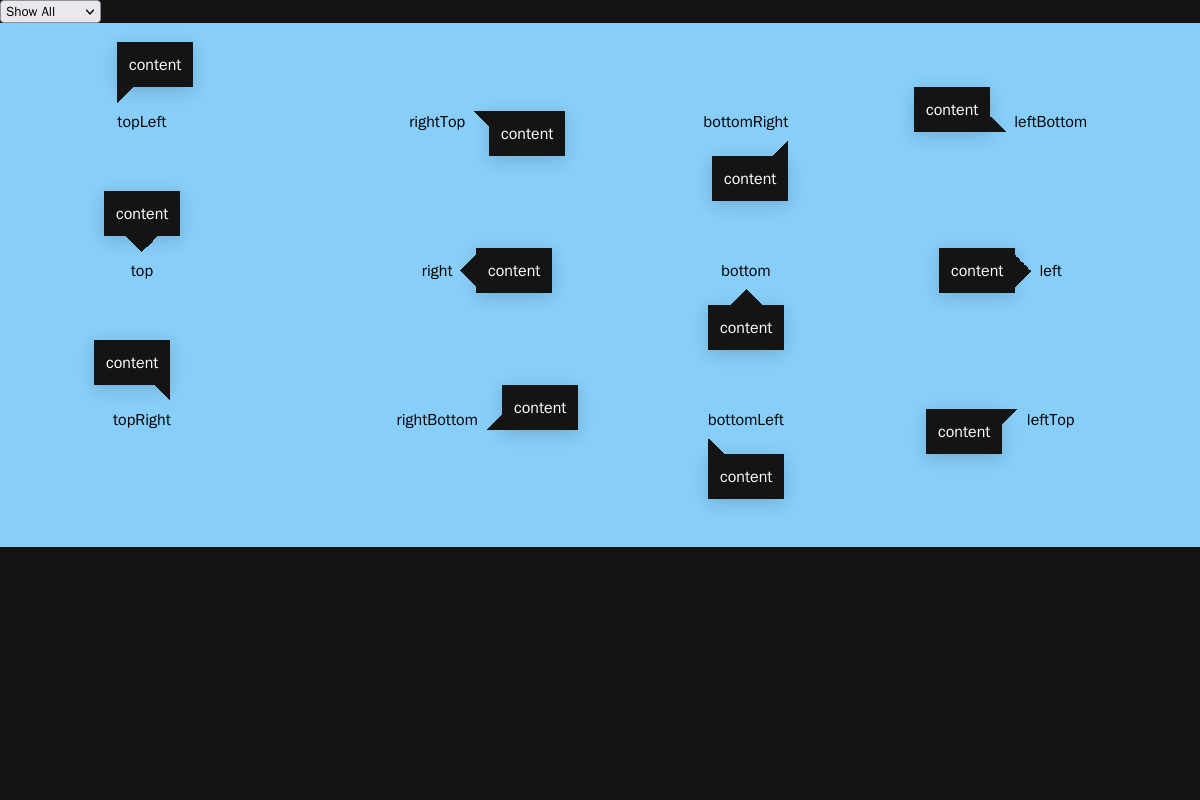 Show All
content
topLeft
rightTop
content
bottomRight
content
content
leftBottom
content
top
right
content
bottom
content
content
left
content
topRight
rightBottom
content
bottomLeft
content
content
leftTop